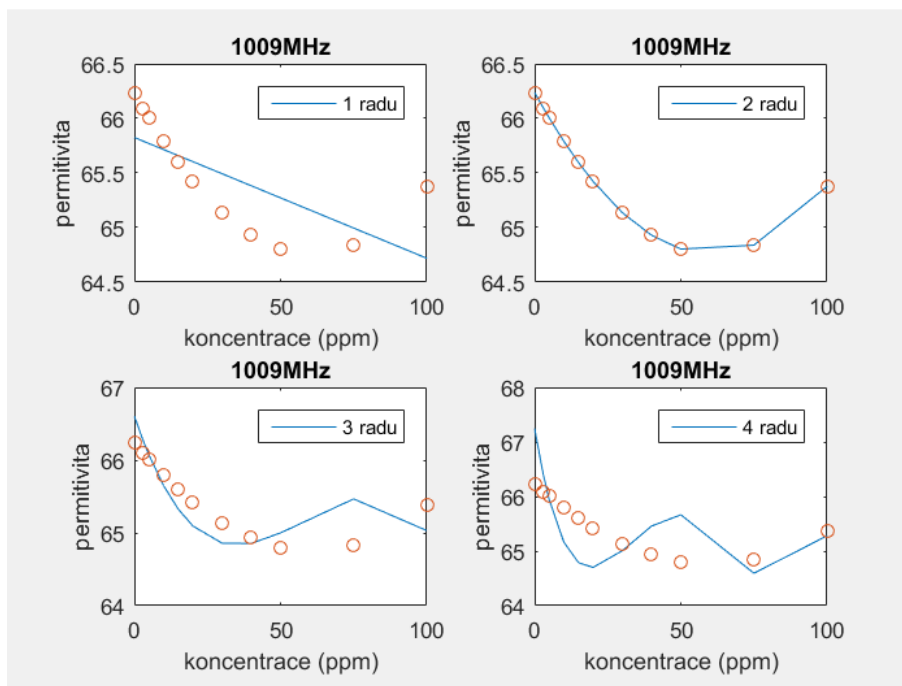 1009MHz
66.5
66
65.5
65
64.5
permitivita
1 radu
0
50
100
koncentrace (ppm)
1009MHz
66.5
66
65.5
65
64.5
permitivita
2 radu
0
50
100
koncentrace (ppm)
1009MHz
67
66
65
64
permitivita
3 radu
0
50
100
koncentrace (ppm)
1009MHz
68
67
66
65
64
permitivita
4 radu
0
50
100
koncentrace (ppm)